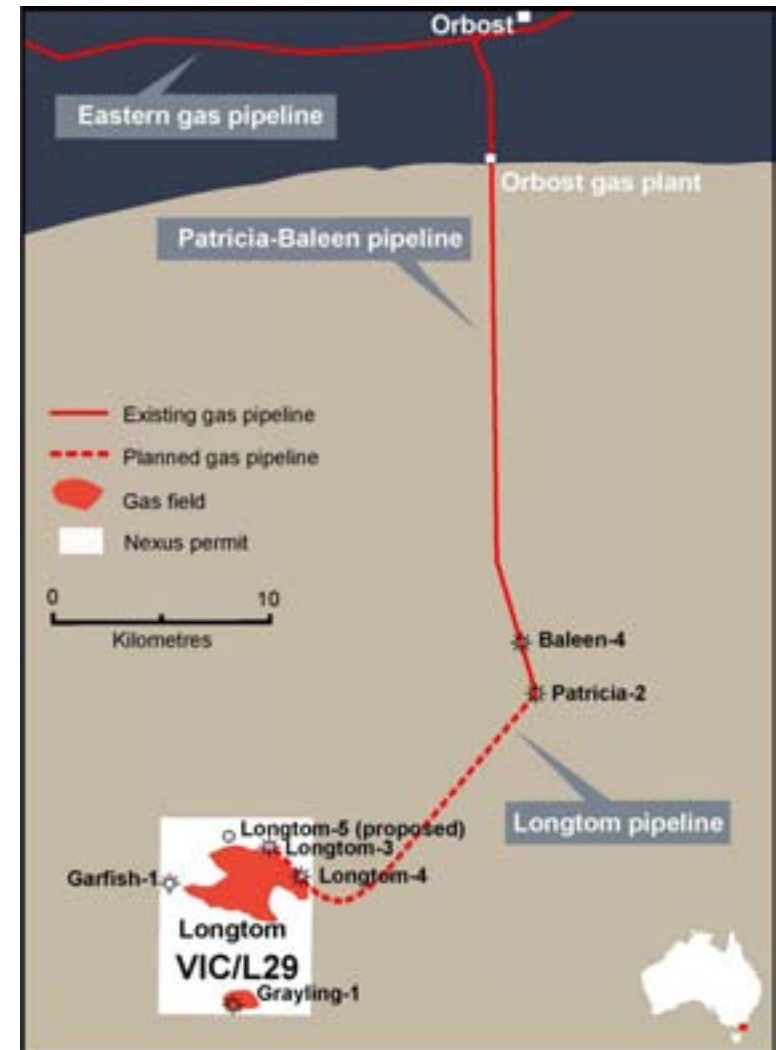 Orbost
Eastern gas pipeline
Orbost gas plant
Patricia-Baleen pipeline
Existing gas pipeline
Planned gas pipeline
Gas field
Nexus permit
0 10
Kilometres
Baleen-4
Patricia-2
Longtom pipeline
Longtom-5 (proposed)
Longtom-3
Garfish-1
Longtom-4
Longtom
VIC/L29
Grayling-1